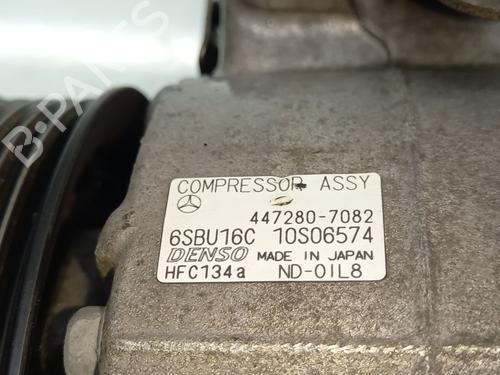 B-PARTS
COMPRESSOR ASSY
447280-7082
6SBU16C 10S06574
DENSO MADE IN JAPAN
HFC134a ND-OIL8